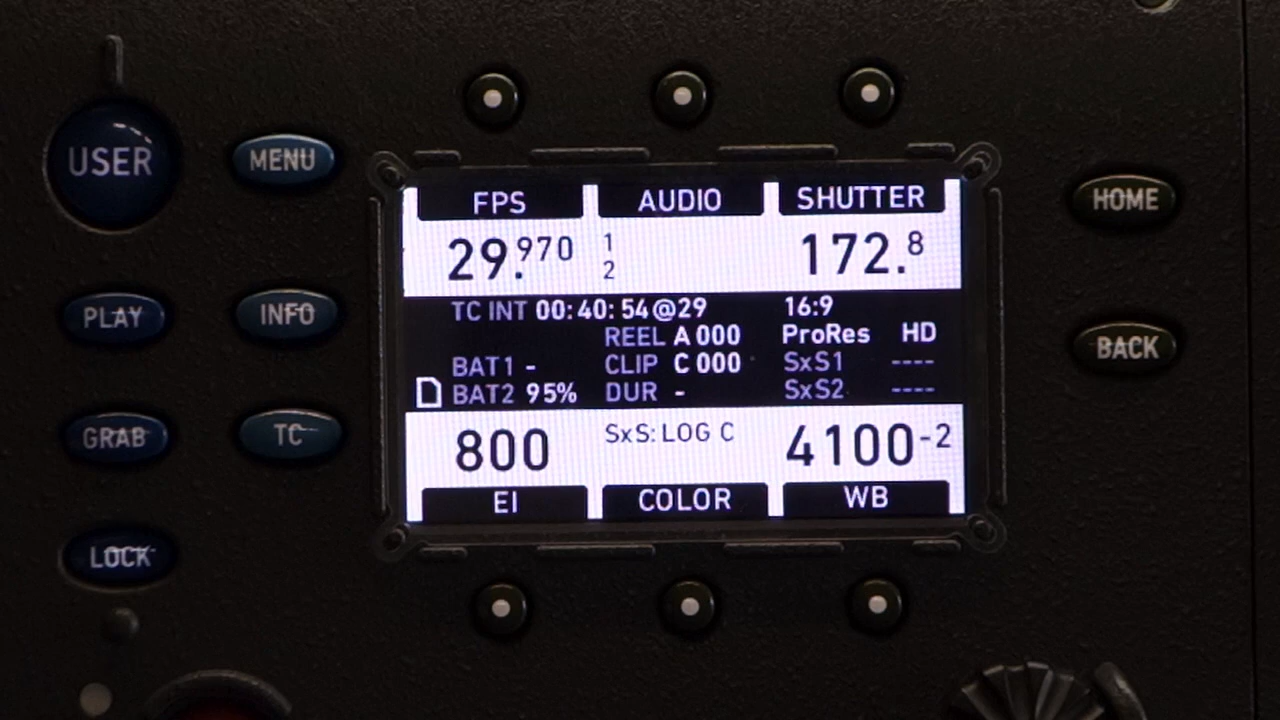 USER
MENU
PLAY
INFO
GRAB
TC
LOCK
FPS AUDIO SHUTTER
29.970 1 172.8
2
TC INT 00:40:54@29 16:9
REEL A 000 ProRes HD
BAT1 - CLIP C 000 SxS1 ----
BAT2 95% DUR - SxS2 ----
800 SxS: LOG C 4100-2
EI COLOR WB
HOME
BACK